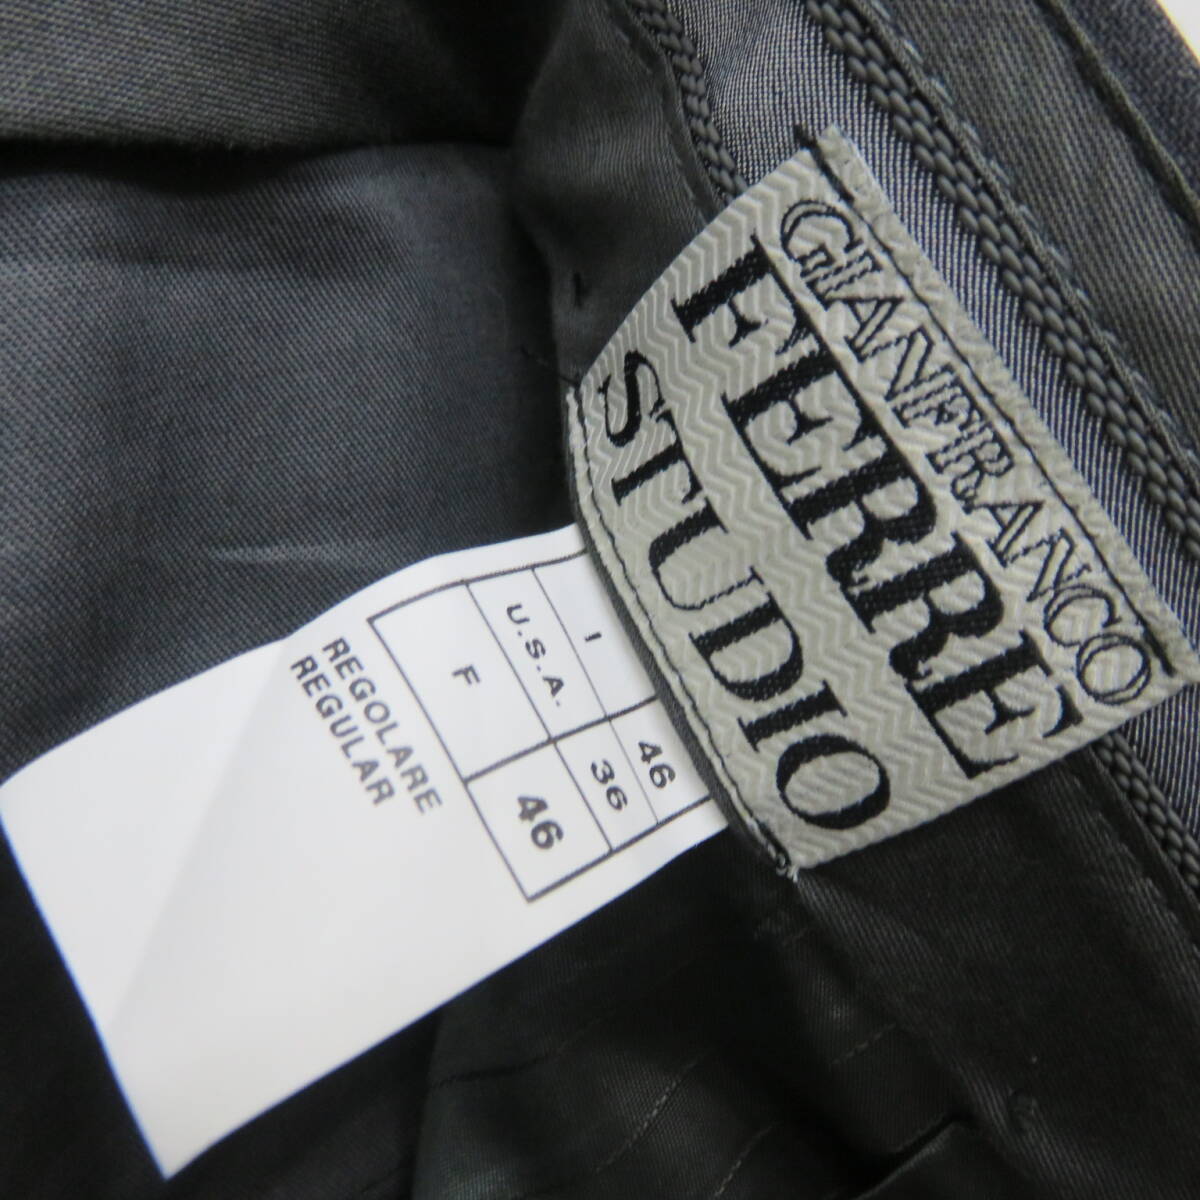 GIANFRANCO
FERRE
STUDIO
I 46
U.S.A. 36
F 46
REGOLARE
REGULAR